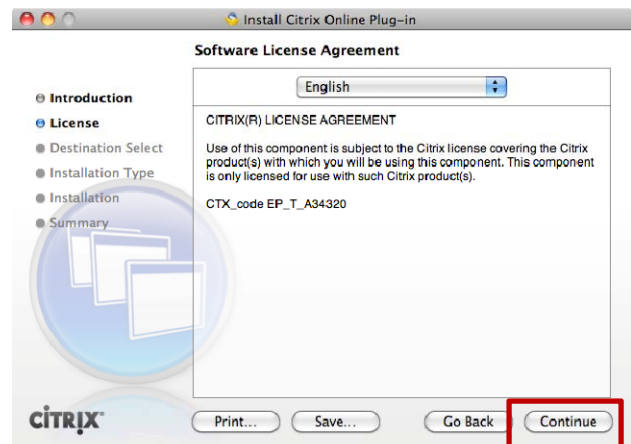 Install Citrix Online Plug-in
Software License Agreement
English
Introduction
License
Destination Select
Installation Type
Installation
Summary
CITRIX(R) LICENSE AGREEMENT
Use of this component is subject to the Citrix license covering the Citrix
product(s) with which you will be using this component. This component
is only licensed for use with such Citrix product(s).
CTX_code EP_T_A34320
CITRIX
Print...
Save...
Go Back
Continue